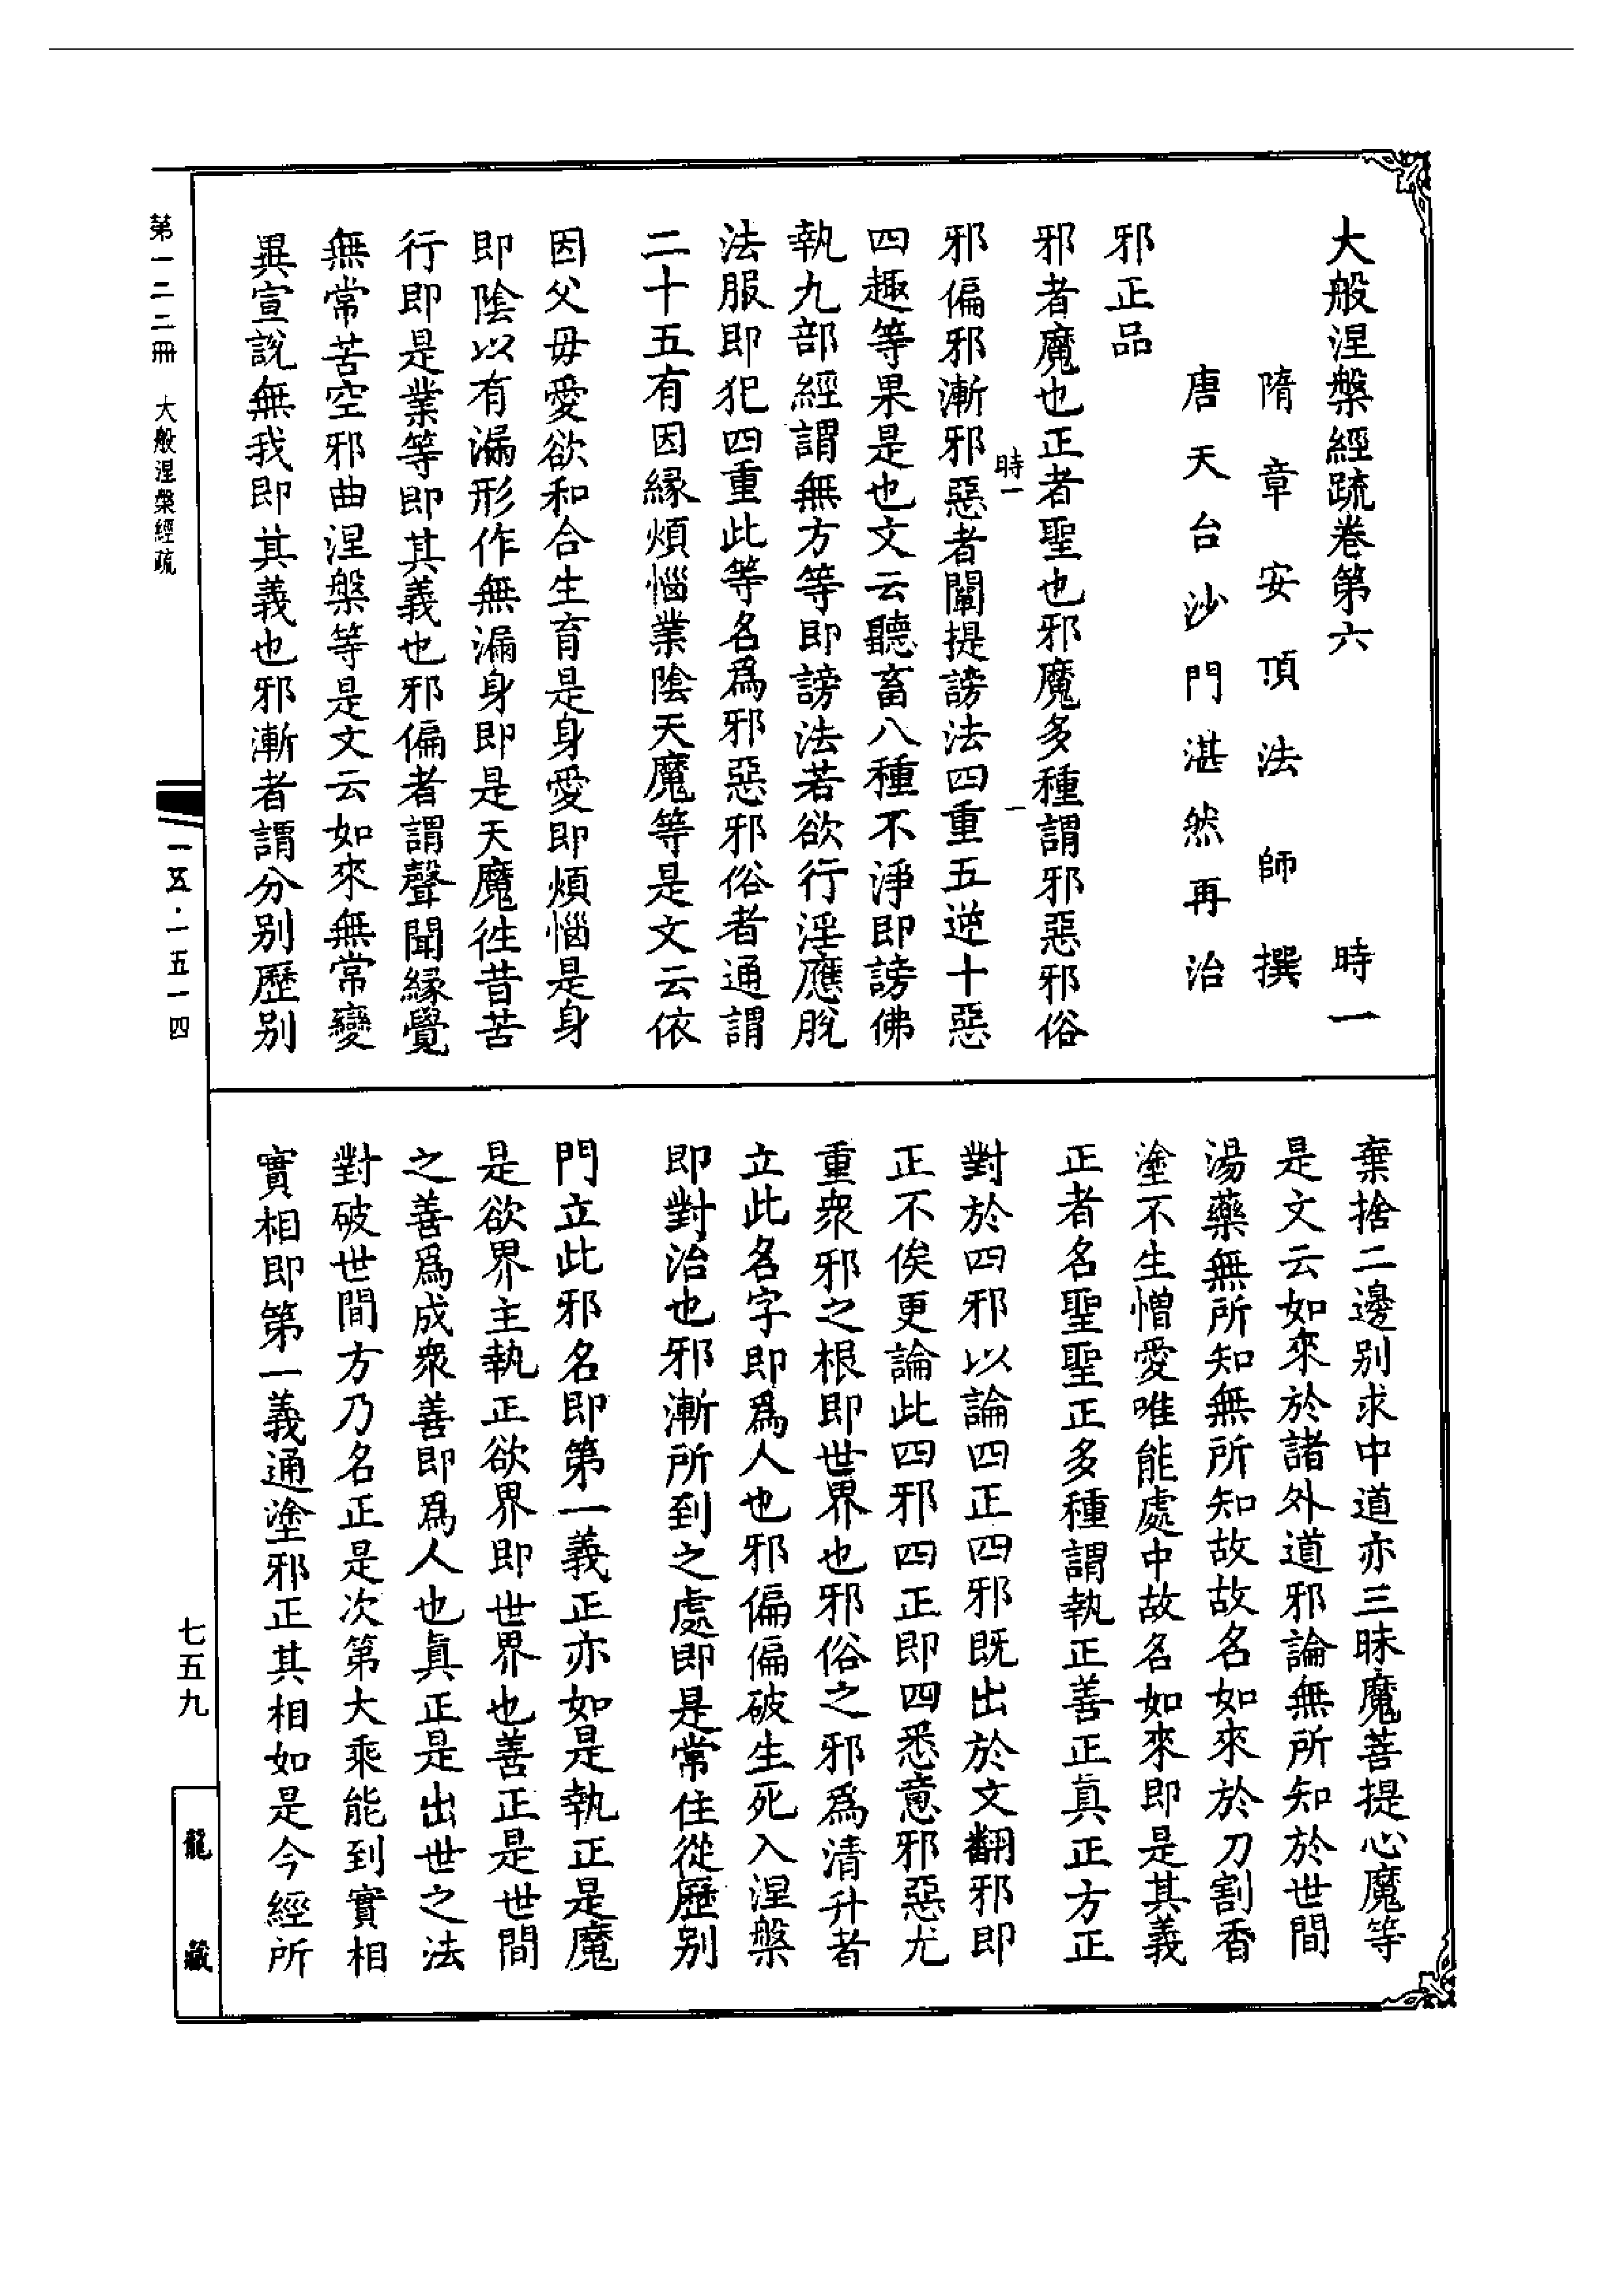 大般涅槃經疏卷第六　時一
隋章安頂法師撰
唐天台沙門湛然再治
邪正品
邪者魔也正者聖也邪魔多種謂邪惡邪俗
時一　一
邪偏邪漸邪惡者闡提謗法四重五逆十惡
四趣等果是也文云聽畜八種不淨即謗佛
執九部經謂無方等即謗法若欲行淫應脫
法服即犯四重此等名爲邪惡邪俗者通謂
二十五有因緣煩惱業陰天魔等是文云依
因父母愛欲和合生育是身愛即煩惱是身
即陰以有漏形作無漏身即是天魔徃昔苦
行即是業等即其義也邪偏者謂聲聞緣覺
無常苦空邪曲涅槃等是文云如來無常變
異宣說無我即其義也邪漸者謂分别歷别
棄捨二邊别求中道亦三昧魔菩提心魔等
是文云如來於諸外道邪論無所知於世間
湯藥無所知無所知故故名如來於刀割香
塗不生憎愛唯能處中故名如來即是其義
正者名聖聖正多種謂執正善正真正方正
對於四邪以論四正四邪既出於文翻邪即
正不俟更論此四邪四正即四悉意邪惡尤
重衆邪之根即世界也邪俗之邪爲清升者
立此名字即爲人也邪偏偏破生死入涅槃
即對治也邪漸所到之處即是常住從歷别
門立此邪名即第一義正亦如是執正是魔
是欲界主執正欲界即世界也善正是世間
之善爲成衆善即爲人也真正是出世之法
對破世間方乃名正是次第大乘能到實相
實相即第一義通塗邪正其相如是今經所
第一二二冊　大般涅槃經疏
一五·一五一四
七五九
龍藏